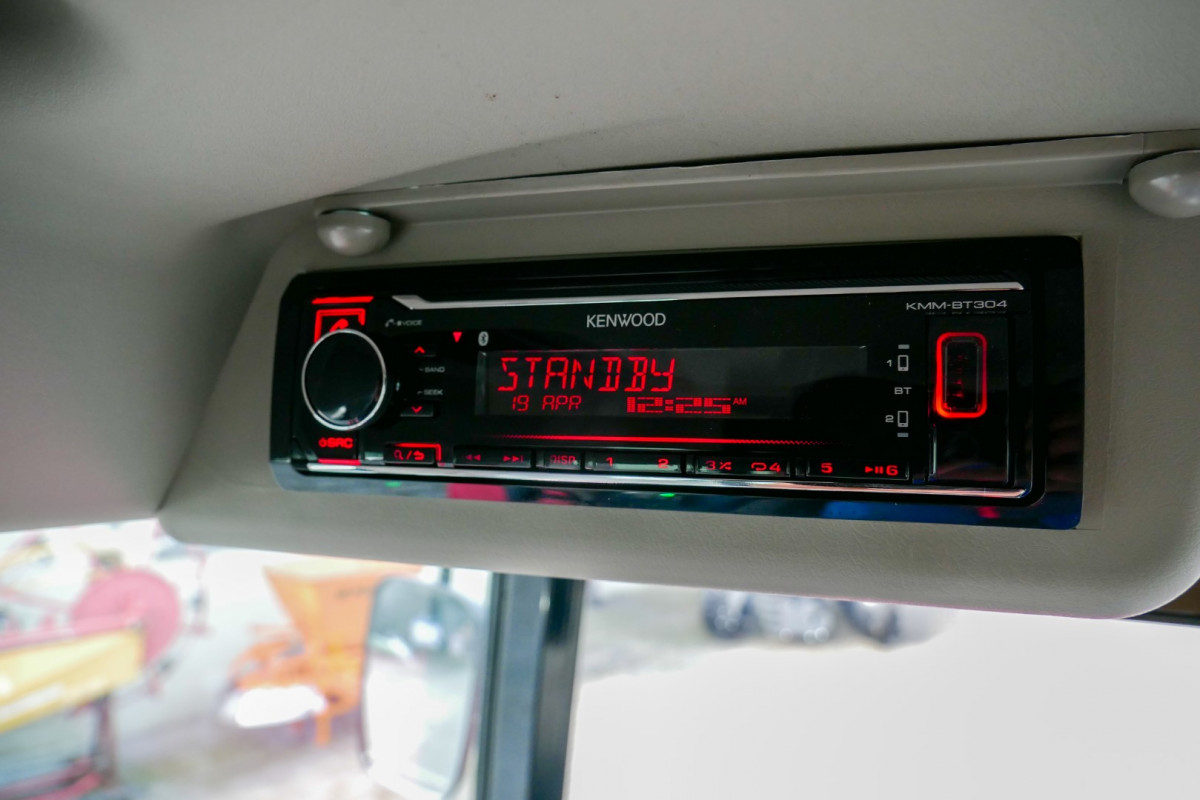 KENWOOD
KMM-BT304
VOICE
BAND
SEEK
STANDBY
19 APR 12:25 AM
1
BT
2
SRC
DISP 1 2 3 4 5 6